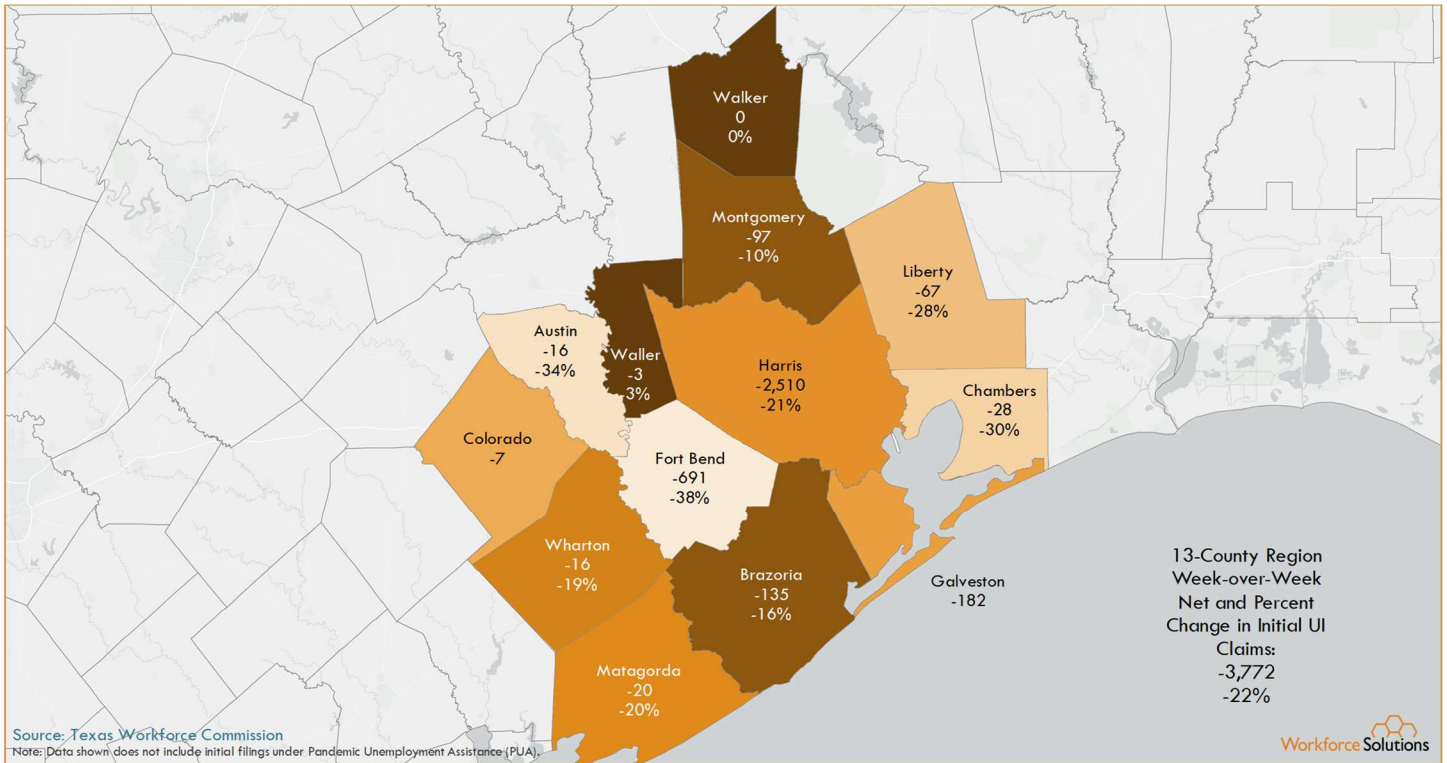 Walker
0
0%
Montgomery
-97
-10%
Liberty
-67
-28%
Austin
-16
-34%
Waller
-3
3%
Harris
-2,510
-21%
Chambers
-28
-30%
Colorado
-7
Fort Bend
-691
-38%
Wharton
-16
-19%
Brazoria
-135
-16%
Galveston
-182
Matagorda
-20
-20%
13-County Region
Week-over-Week
Net and Percent
Change in Initial UI
Claims:
-3,772
-22%
Source: Texas Workforce Commission
Note: Data shown does not include initial filings under Pandemic Unemployment Assistance (PUA).
Workforce Solutions